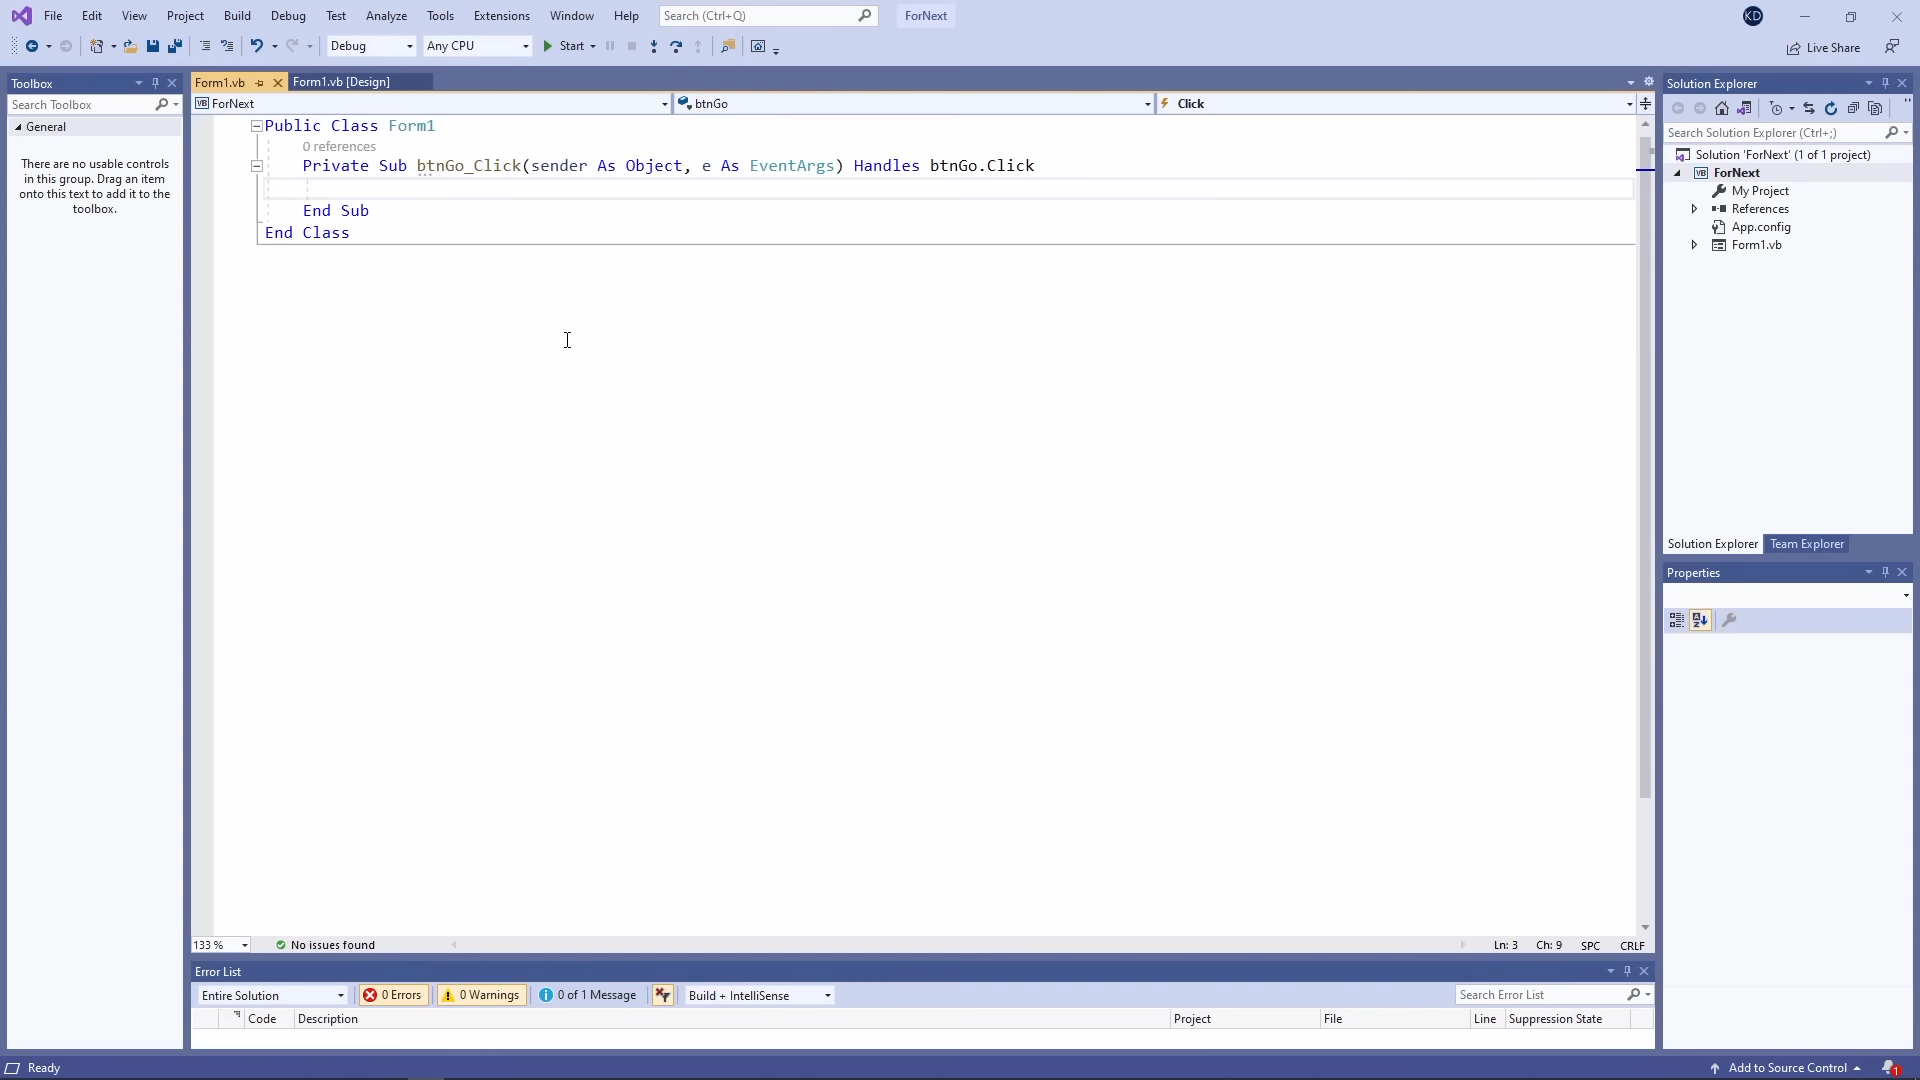 File Edit View Project Build Debug Test Analyze Tools Extensions Window Help Search (Ctrl+Q) ForNext KD
Debug Any CPU Start Live Share
Toolbox
Search Toolbox
General
There are no usable controls
in this group. Drag an item
onto this text to add it to the
toolbox.
Form1.vb Form1.vb [Design]
VB ForNext btnGo Click
Public Class Form1
0 references
Private Sub btnGo_Click(sender As Object, e As EventArgs) Handles btnGo.Click
End Sub
End Class
133 % No issues found Ln: 3 Ch: 9 SPC CRLF
Error List
Entire Solution 0 Errors 0 Warnings 0 of 1 Message Build + IntelliSense Search Error List
Code Description Project File Line Suppression State
Solution Explorer
Search Solution Explorer (Ctrl+;)
Solution 'ForNext' (1 of 1 project)
VB ForNext
My Project
References
App.config
Form1.vb
Solution Explorer Team Explorer
Properties
Ready Add to Source Control 1